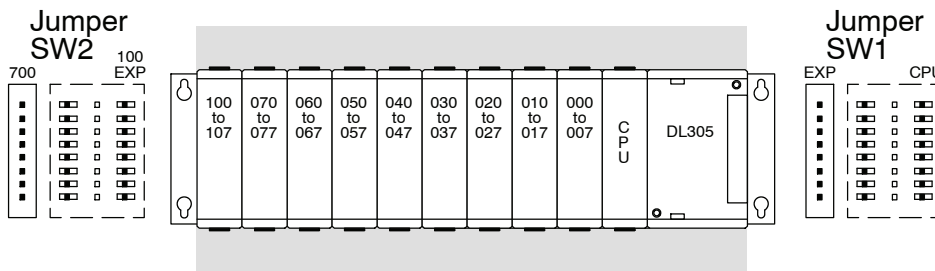 Jumper
SW2
700
100
EXP
100
to
107
070
to
077
060
to
067
050
to
057
040
to
047
030
to
037
020
to
027
010
to
017
000
to
007
C
P
U
DL305
Jumper
SW1
EXP
CPU